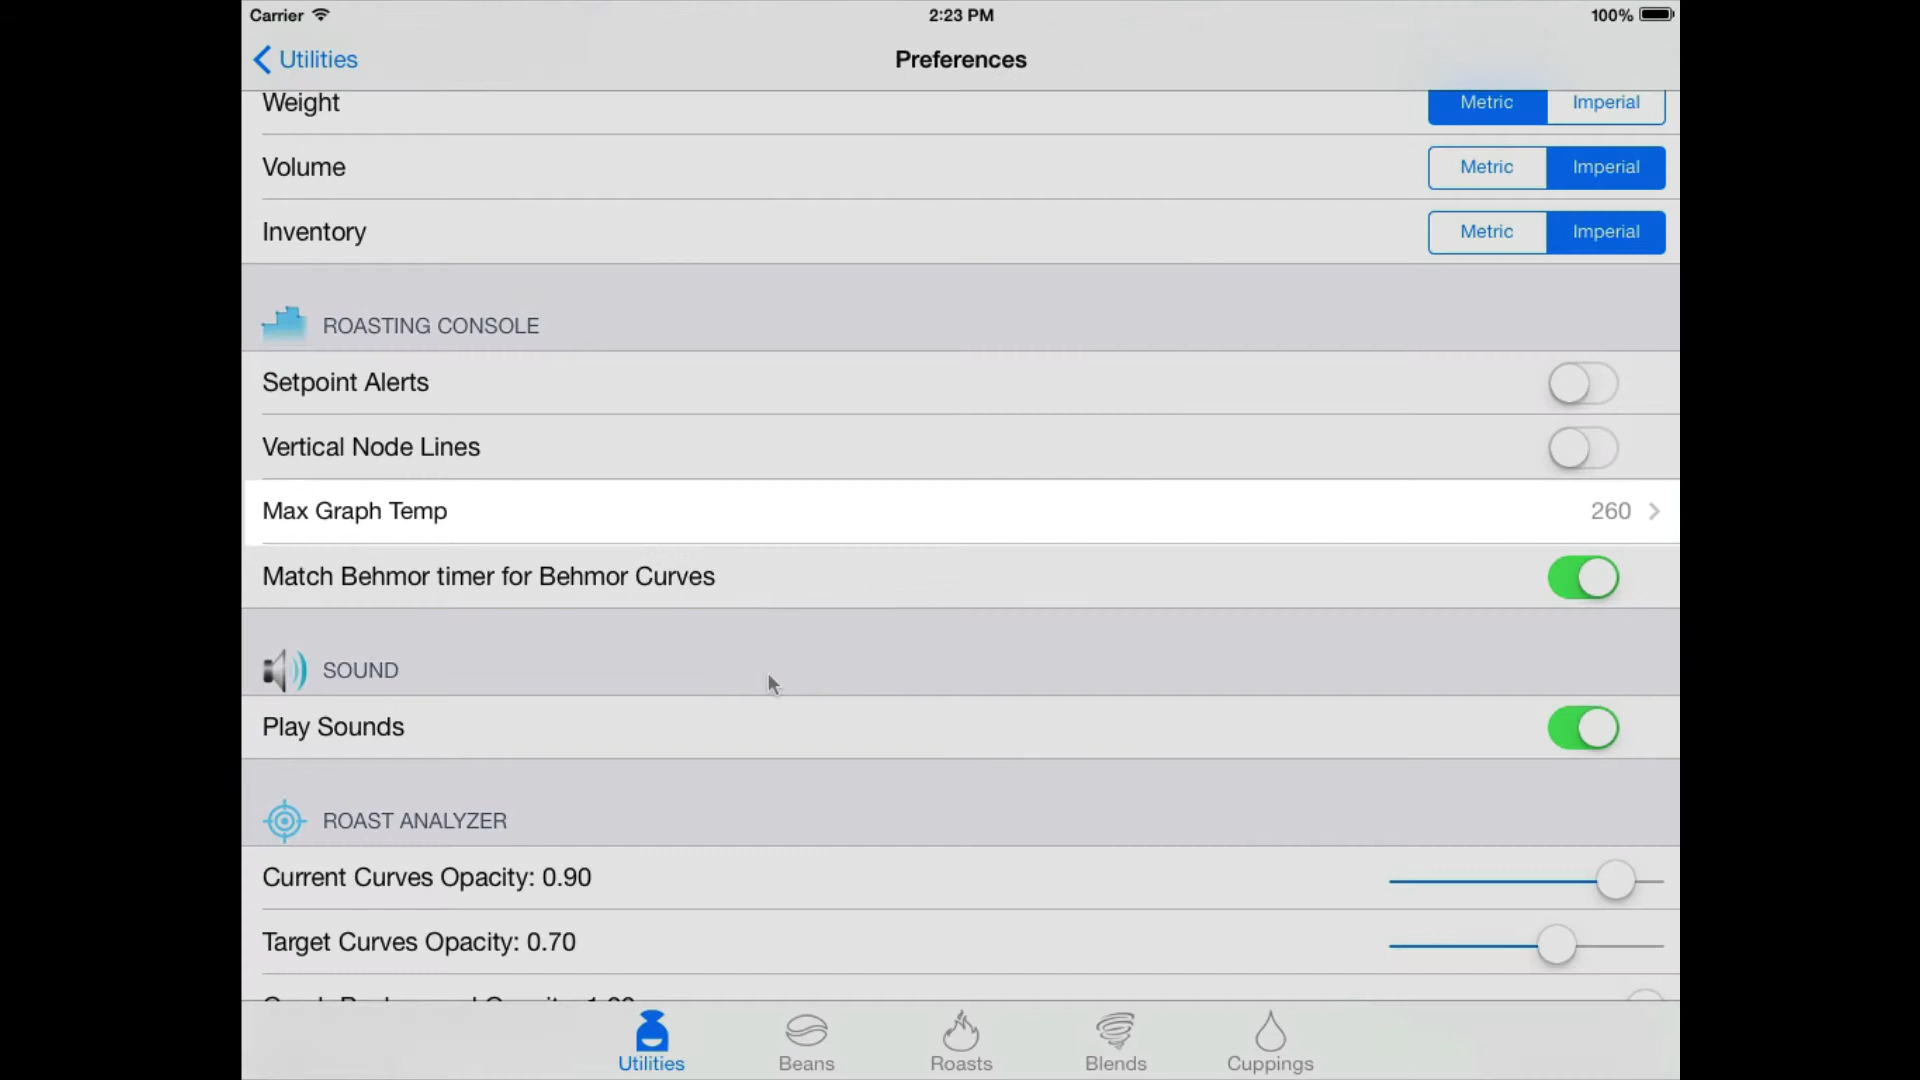 Carrier
2:23 PM
100%
Utilities
Preferences
Weight
Metric Imperial
Volume
Metric Imperial
Inventory
Metric Imperial
ROASTING CONSOLE
Setpoint Alerts
Vertical Node Lines
Max Graph Temp
260
Match Behmor timer for Behmor Curves
SOUND
Play Sounds
ROAST ANALYZER
Current Curves Opacity: 0.90
Target Curves Opacity: 0.70
Utilities
Beans
Roasts
Blends
Cuppings